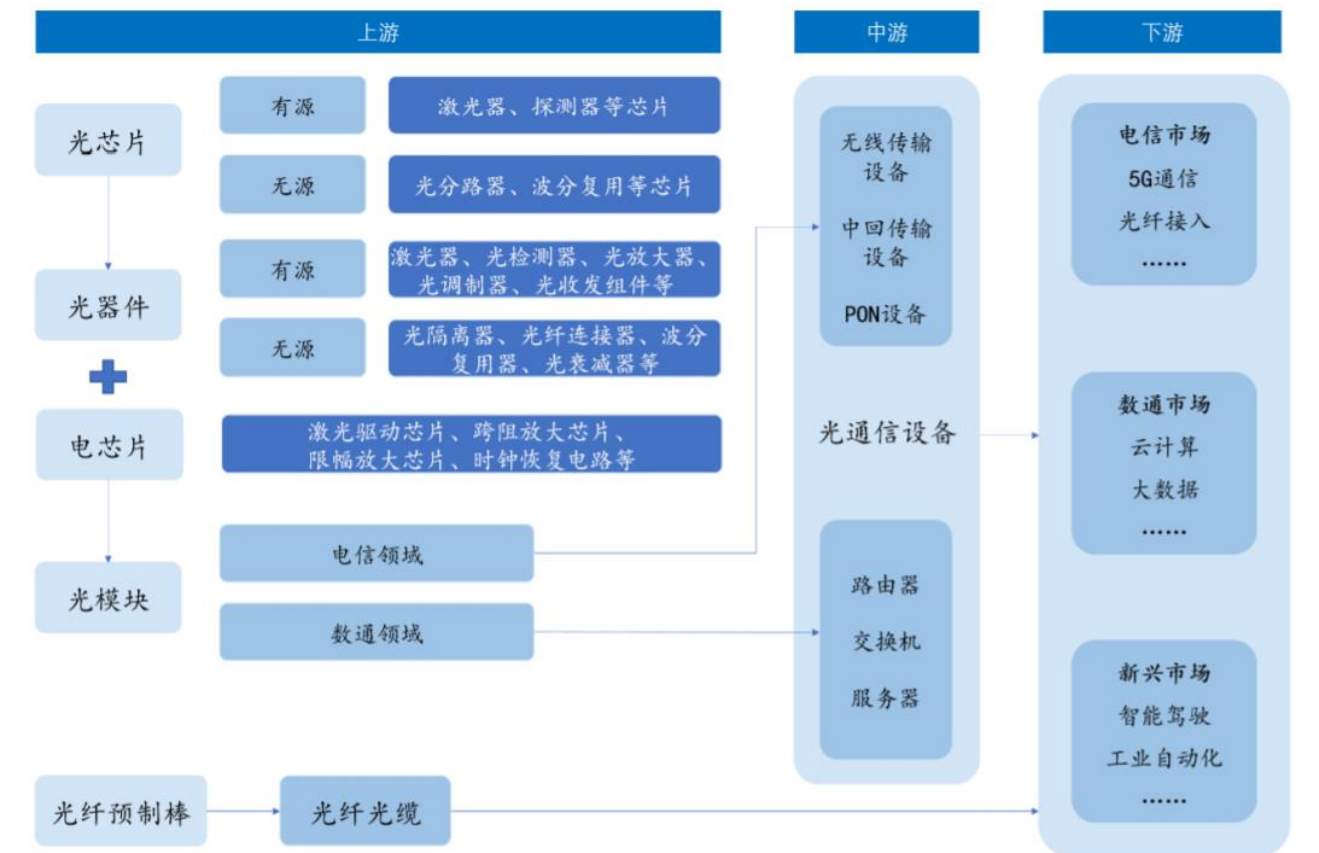 上游
中游
下游
光芯片
有源
激光器、探测器等芯片
无源
光分路器、波分复用等芯片
光器件
有源
激光器、光检测器、光放大器、
光调制器、光收发组件等
无源
光隔离器、光纤连接器、波分
复用器、光衰减器等
电芯片
激光驱动芯片、跨阻放大芯片、
限幅放大芯片、时钟恢复电路等
光模块
电信领域
数通领域
光纤预制棒
光纤光缆
无线传输
设备
中回传输
设备
PON设备
光通信设备
路由器
交换机
服务器
电信市场
5G通信
光纤接入
……
数通市场
云计算
大数据
……
新兴市场
智能驾驶
工业自动化
……